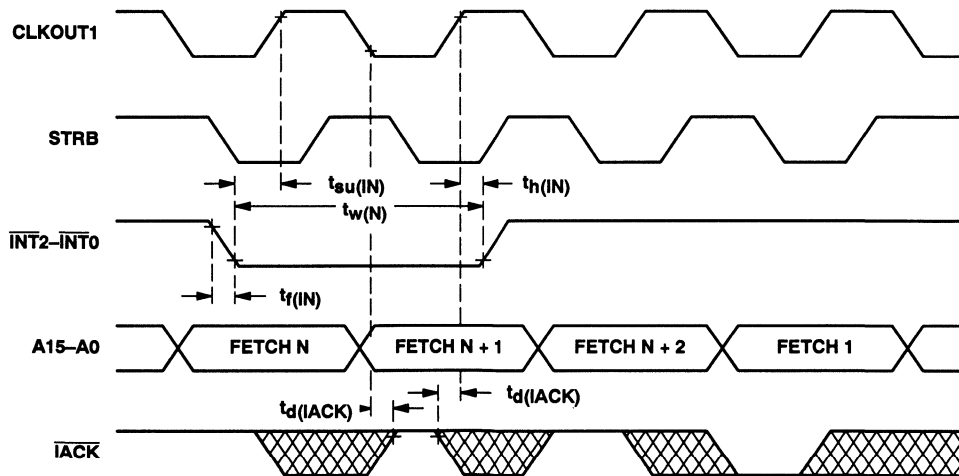 CLKOUT1
STRB
tsu(IN)
th(IN)
tw(N)
INT2–INT0
tf(IN)
A15–A0
FETCH N
FETCH N + 1
FETCH N + 2
FETCH 1
td(IACK)
td(IACK)
IACK